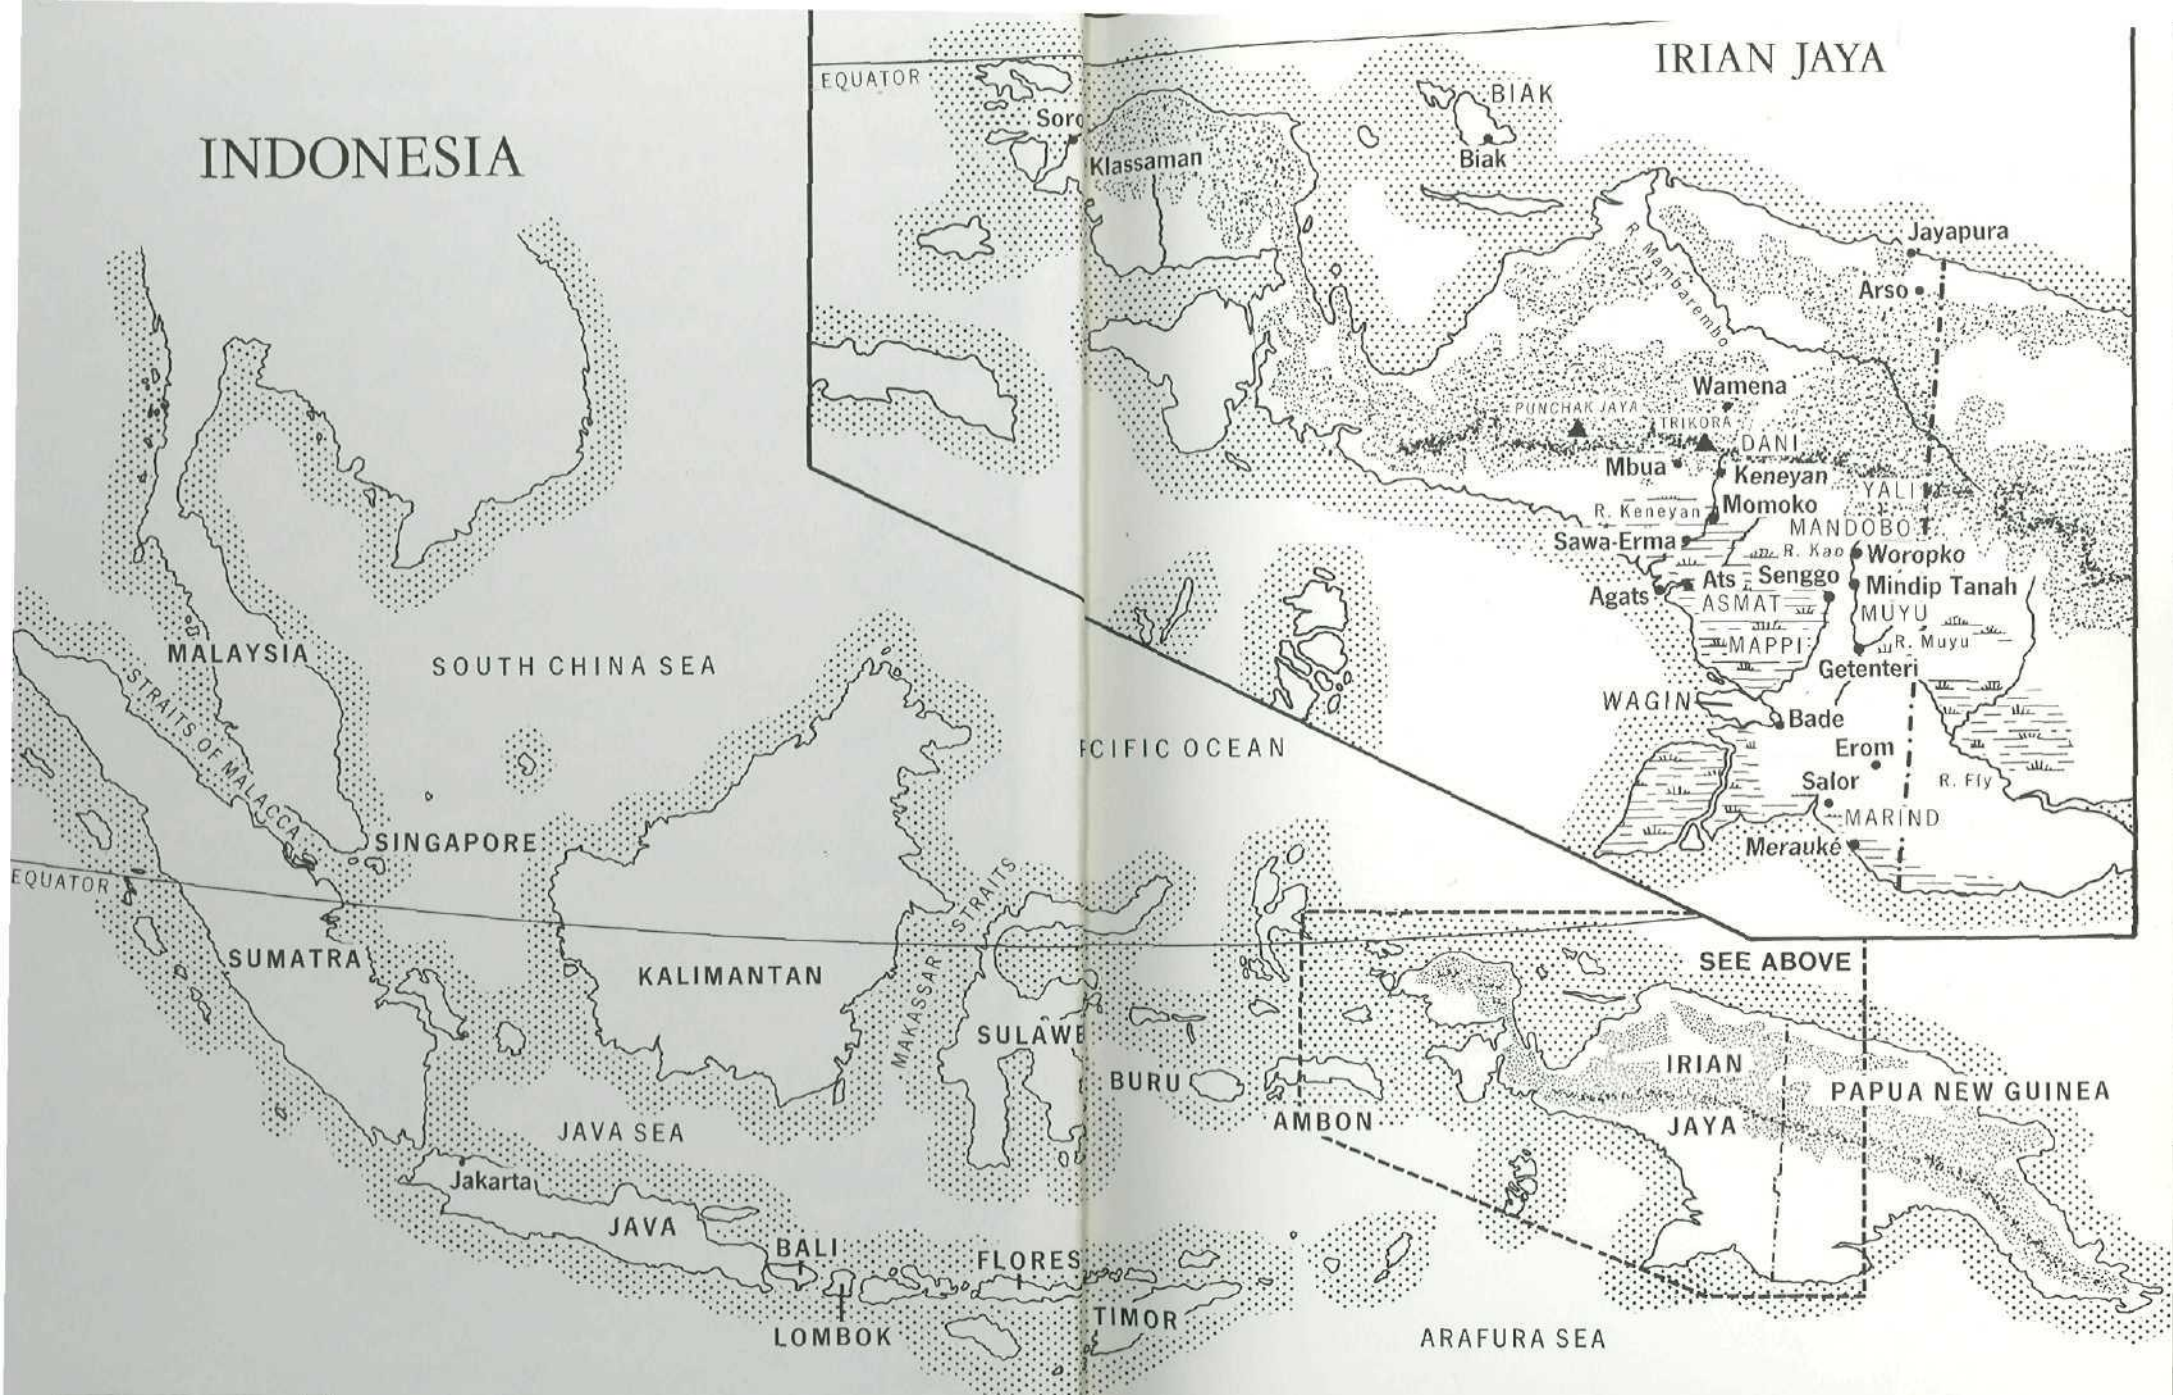 INDONESIA
IRIAN JAYA
EQUATOR
BIAK
Soro
Biak
Klassaman
R. Mambarembo
Jayapura
Arso
Wamena
PUNCHAK JAYA
TRIKORA
DANI
Mbua
Keneyan
YALI
R. Keneyan
Momoko
MANDOBO
Sawa-Erma
R. Kao
Woropko
Ats
Senggo
Mindip Tanah
Agats
ASMAT
MUYU
MAPPI
R. Muyu
Getenteri
WAGIN
Bade
Erom
Salor
R. Fly
MARIND
Merauké
MALAYSIA
SOUTH CHINA SEA
STRAITS OF MALACCA
CIFIC OCEAN
SINGAPORE
EQUATOR
SUMATRA
KALIMANTAN
MAKASSAR STRAITS
SEE ABOVE
SULAWE
IRIAN
JAYA
PAPUA NEW GUINEA
BURU
AMBON
JAVA SEA
Jakarta
JAVA
BALI
FLORES
LOMBOK
TIMOR
ARAFURA SEA